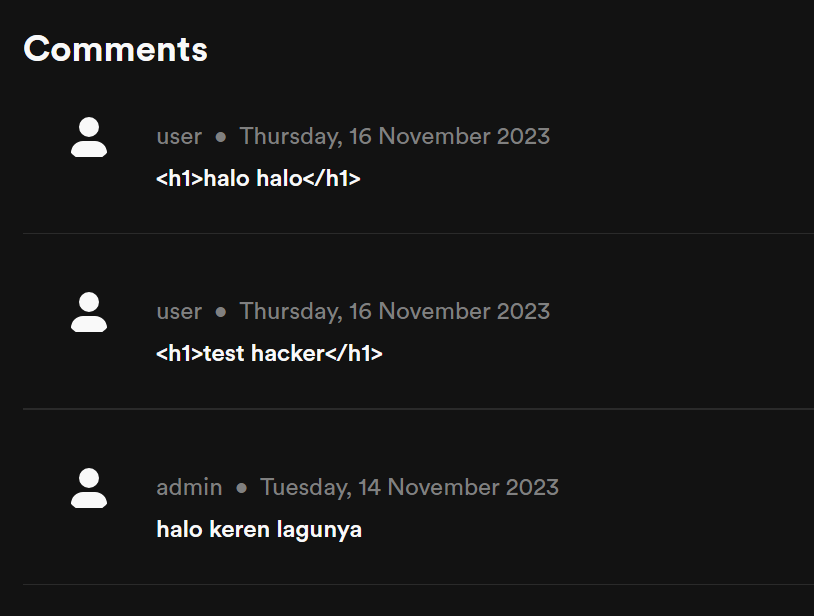 Comments
user ● Thursday, 16 November 2023
<h1>halo halo</h1>
user ● Thursday, 16 November 2023
<h1>test hacker</h1>
admin ● Tuesday, 14 November 2023
halo keren lagunya